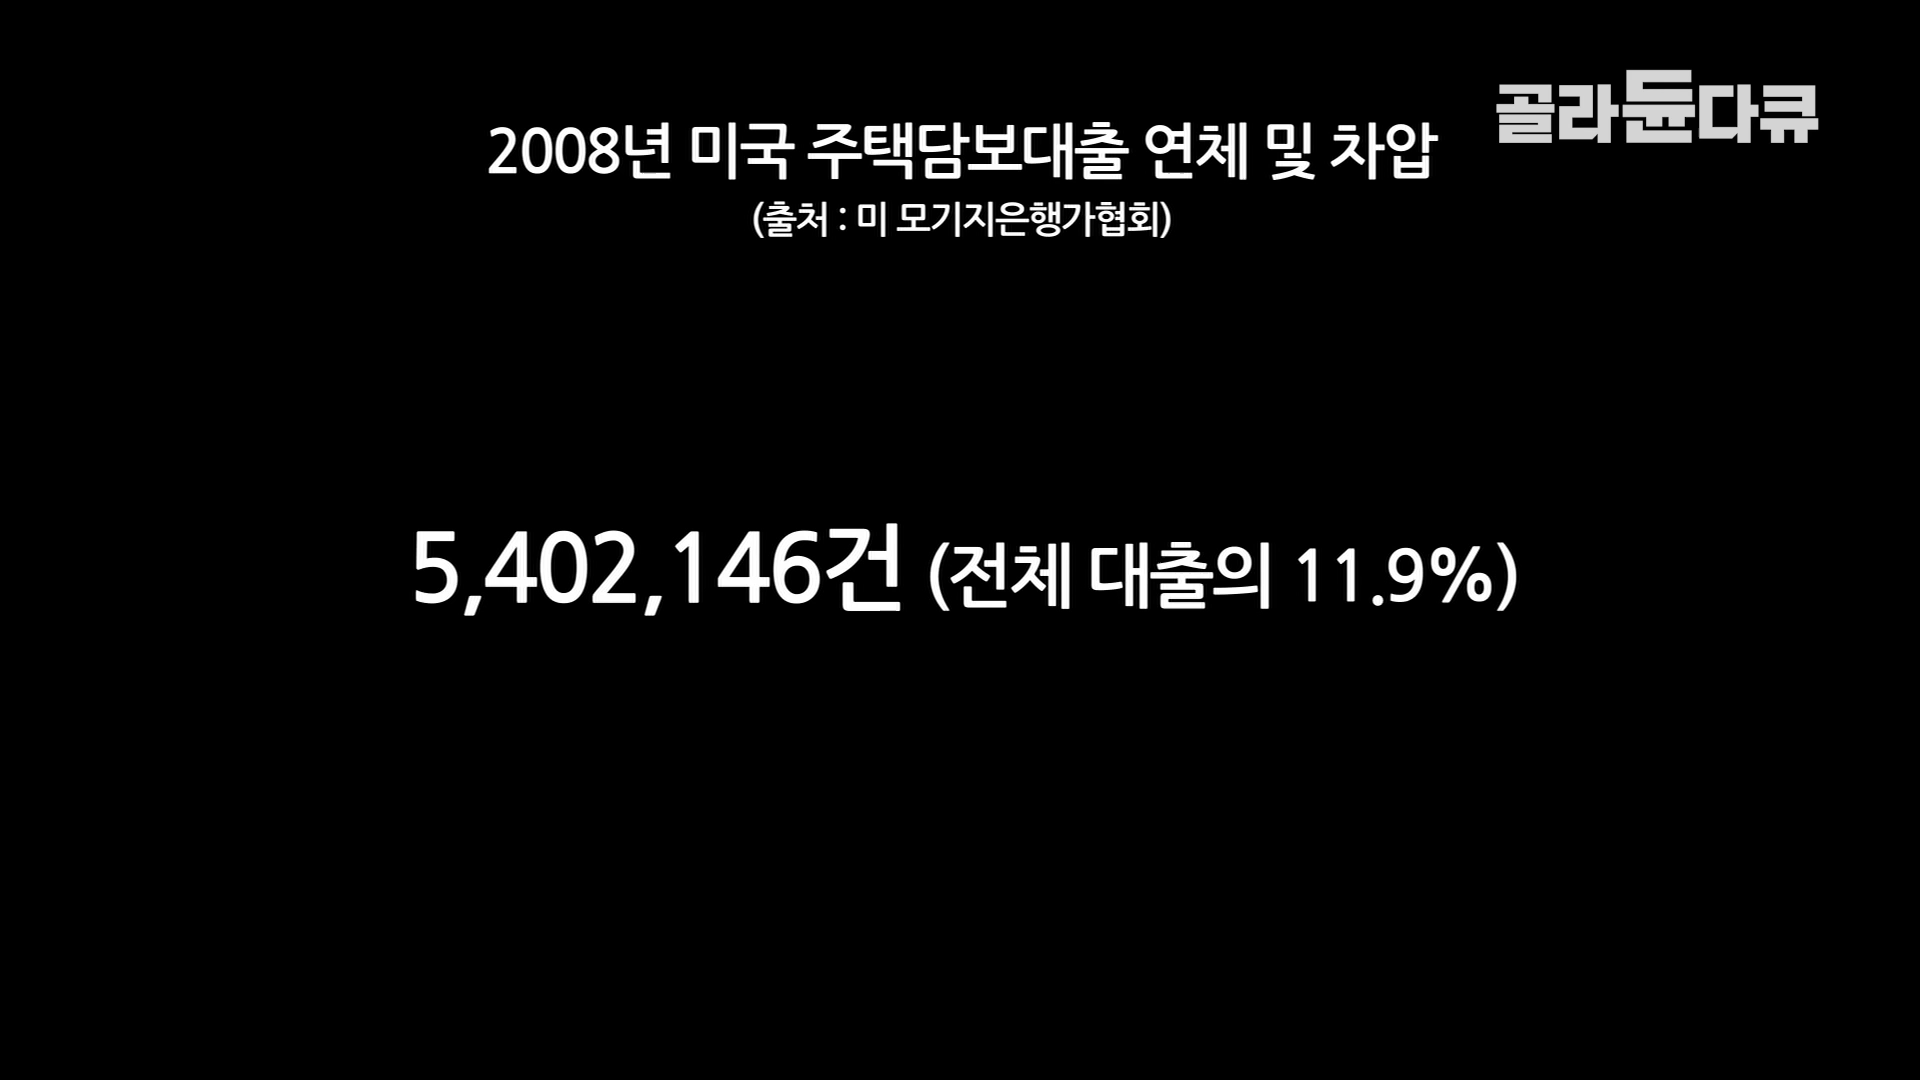 골라듄다큐
2008년 미국 주택담보대출 연체 및 차압
(출처 : 미 모기지은행가협회)
5,402,146건 (전체 대출의 11.9%)